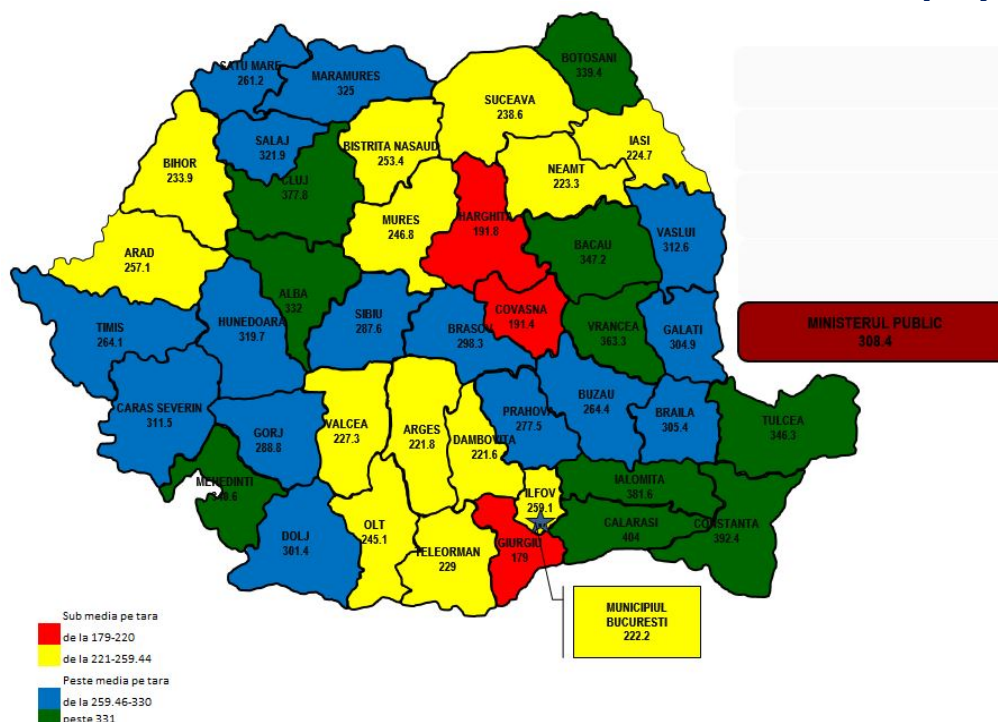 BOTOSANI
339.4
SATU MARE
261.2
MARAMURES
325
SUCEAVA
238.6
SALAJ
321.9
BISTRITA NASAUD
253.4
IASI
224.7
BIHOR
233.9
CLUJ
377.8
NEAMT
223.3
MURES
246.8
HARGHITA
191.8
BACAU
347.2
VASLUI
312.6
ARAD
257.1
ALBA
332
COVASNA
191.4
TIMIS
264.1
HUNEDOARA
319.7
SIBIU
287.6
BRASOV
298.3
VRANCEA
363.3
GALATI
304.9
MINISTERUL PUBLIC
308.4
CARAS SEVERIN
311.5
GORJ
288.8
VALCEA
227.3
ARGES
221.8
DAMBOVITA
221.6
PRAHOVA
277.5
BUZAU
264.4
BRAILA
305.4
TULCEA
346.3
MEHEDINTI
IALOMITA
381.6
ILFOV
259.1
DOLJ
301.4
OLT
245.1
TELEORMAN
229
GIURGIU
179
CALARASI
404
CONSTANTA
392.4
MUNICIPIUL
BUCURESTI
222.2
Sub media pe tara
de la 179-220
de la 221-259.44
Peste media pe tara
de la 259.46-330
peste 331